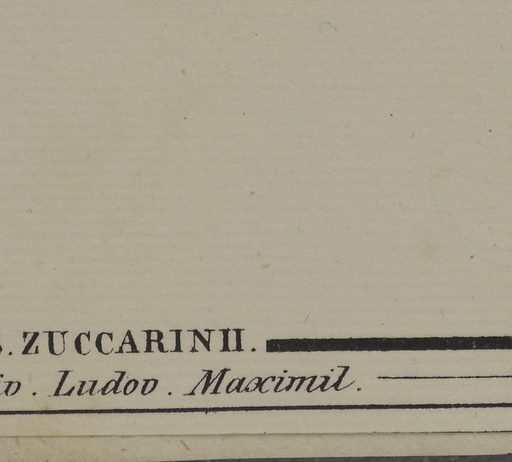 . ZUCCARINII.
. Ludov. Maximil.